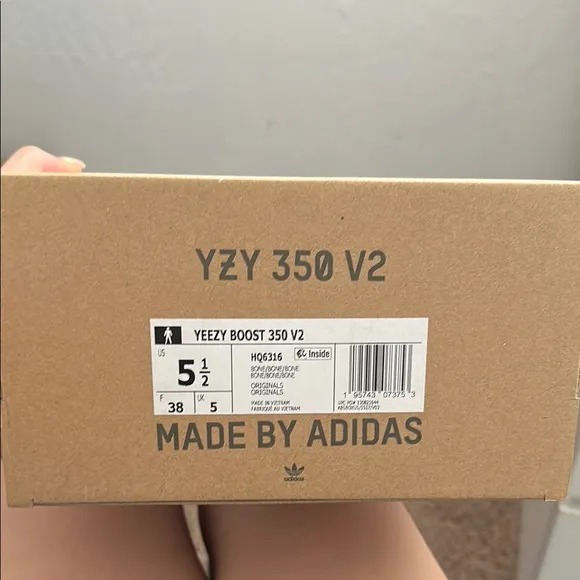 YZY 350 V2
YEEZY BOOST 350 V2
US
5 1/2
F
38
UK
5
HQ6316
Inside
BONE/BONE/BONE
BONE/BONE/BONE
ORIGINALS
ORIGINALS
MADE IN VIETNAM
FABRIQUÉ AU VIETNAM
1 95743 07375 3
MADE BY ADIDAS
adidas